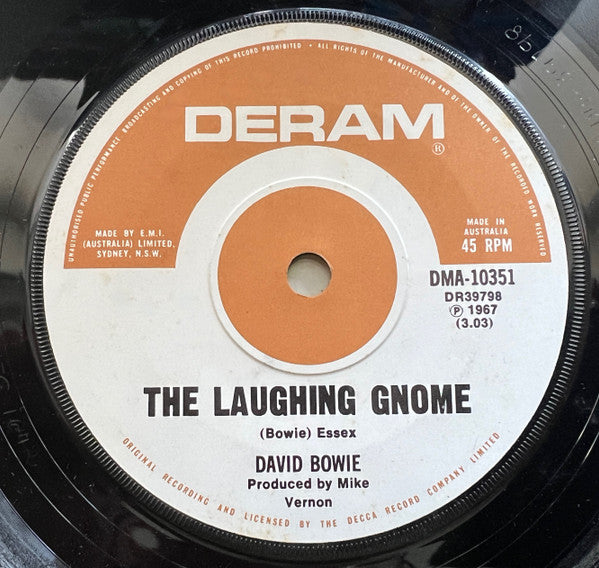 UNAUTHORISED PUBLIC PERFORMANCE BROADCASTING AND COPYING OF THIS RECORD PROHIBITED • ALL RIGHTS OF THE MANUFACTURER AND OF THE OWNER OF THE RECORDED WORK RESERVED
DERAM
®
MADE BY E.M.I.
(AUSTRALIA) LIMITED,
SYDNEY, N.S.W.
MADE IN
AUSTRALIA
45 RPM
DMA-10351
DR39798
Ⓟ 1967
(3.03)
THE LAUGHING GNOME
(Bowie) Essex
DAVID BOWIE
Produced by Mike
Vernon
ORIGINAL RECORDING AND LICENSED BY THE DECCA RECORD COMPANY LIMITED